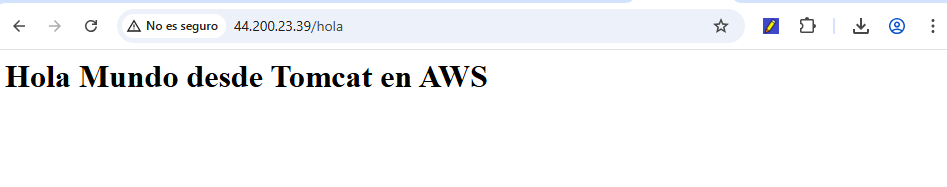 No es seguro 44.200.23.39/hola
Hola Mundo desde Tomcat en AWS